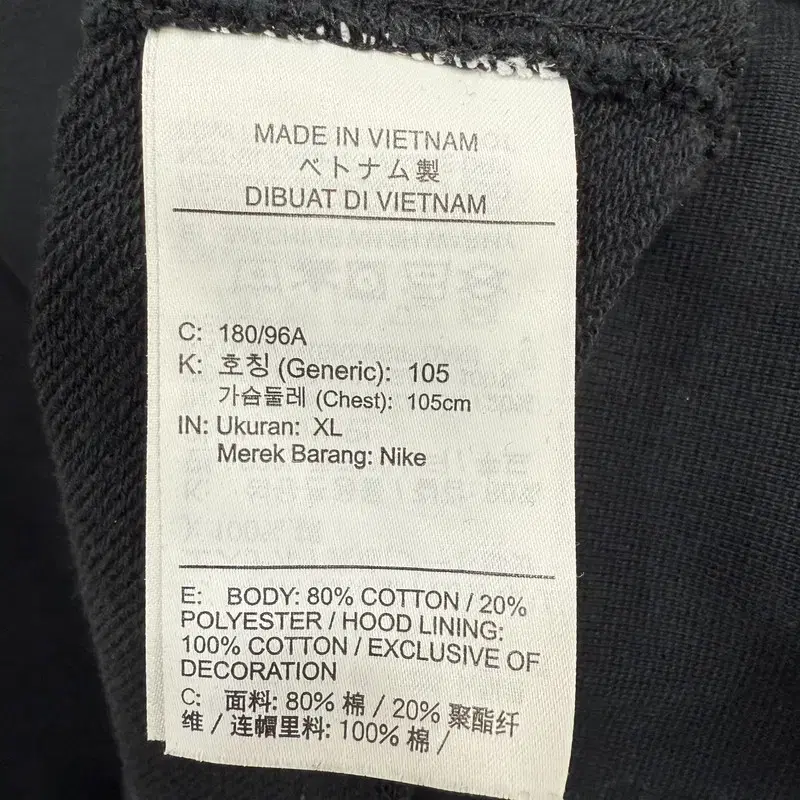 MADE IN VIETNAM
ベトナム製
DIBUAT DI VIETNAM
C: 180/96A
K: 호칭 (Generic): 105
가슴둘레 (Chest): 105cm
IN: Ukuran: XL
Merek Barang: Nike
E: BODY: 80% COTTON / 20%
POLYESTER / HOOD LINING:
100% COTTON / EXCLUSIVE OF
DECORATION
C: 面料: 80% 棉 / 20% 聚酯纤
维 / 连帽里料: 100% 棉 /